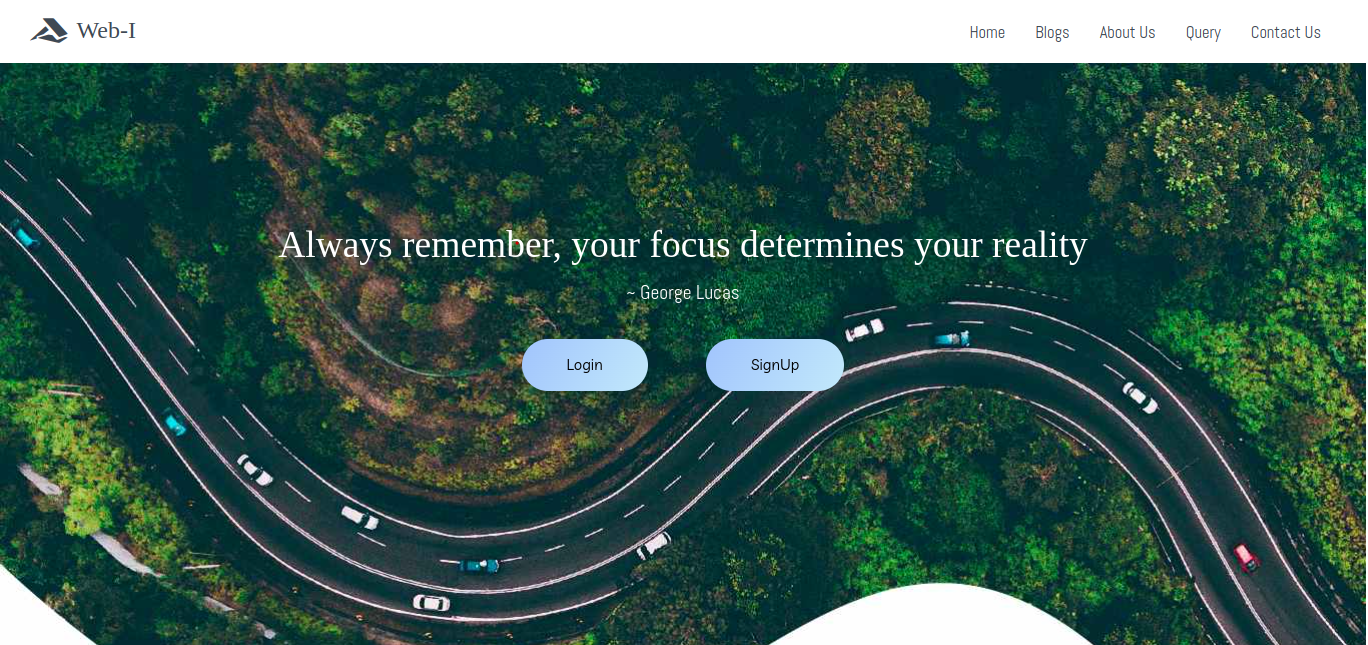 Web-I
Home Blogs About Us Query Contact Us
Always remember, your focus determines your reality
~ George Lucas
Login SignUp